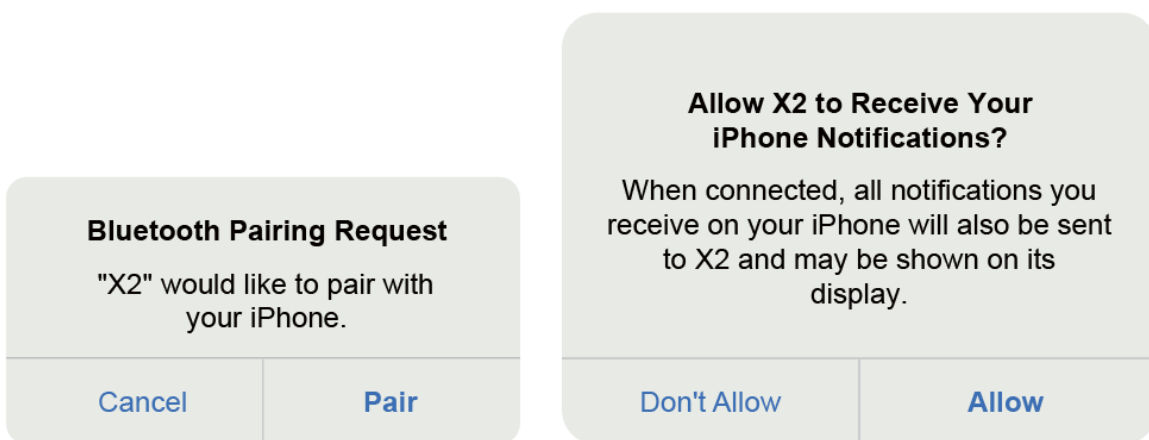 Bluetooth Pairing Request
"X2" would like to pair with
your iPhone.
Cancel
Pair
Allow X2 to Receive Your
iPhone Notifications?
When connected, all notifications you
receive on your iPhone will also be sent
to X2 and may be shown on its
display.
Don't Allow
Allow